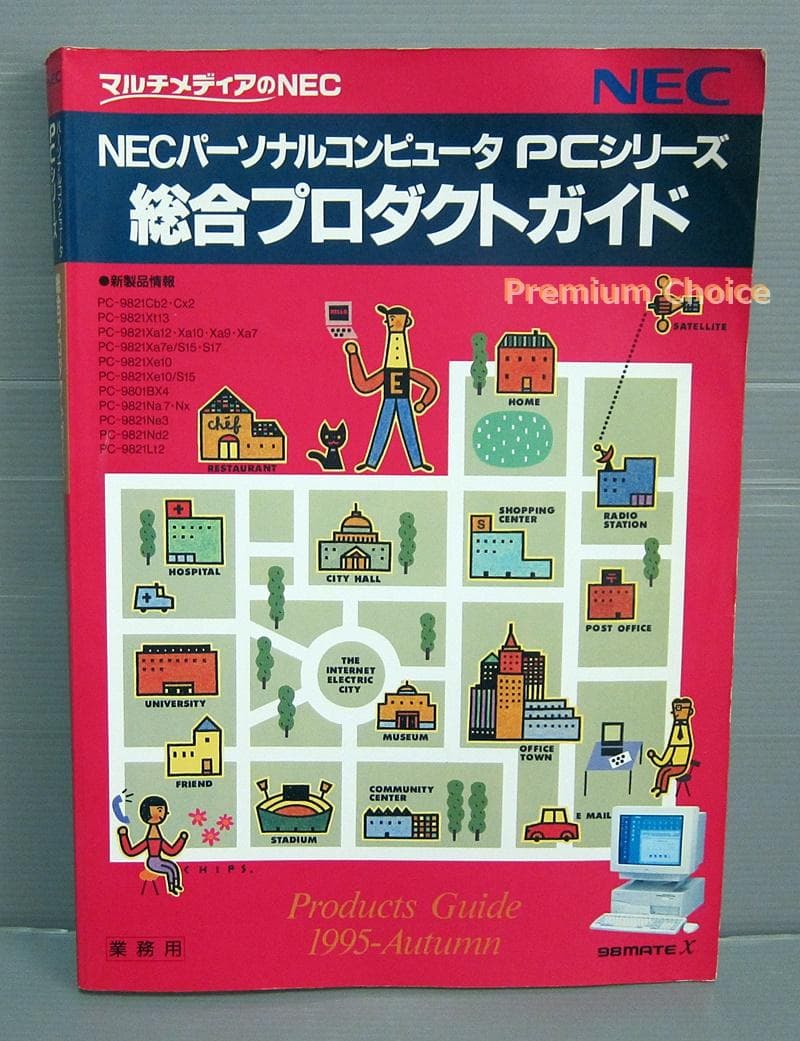 マルチメディアのNEC
NEC
NECパーソナルコンピュータ PCシリーズ
総合プロダクトガイド
●新製品情報
PC-9821Cb2・Cx2
PC-9821Xt13
PC-9821Xa12・Xa10・Xa9・Xa7
PC-9821Xa7e/S15・S17
PC-9821Xe10
PC-9821Xe10/S15
PC-9801BX4
PC-9821Na7・Nx
PC-9821Ne3
PC-9821Nd2
PC-9821Lt2
Premium Choice
SATELLITE
HELLO
E
HOME
chéf
RESTAURANT
RADIO
STATION
SHOPPING
CENTER
S
HOSPITAL
CITY HALL
POST OFFICE
THE
INTERNET
ELECTRIC
CITY
UNIVERSITY
MUSEUM
OFFICE
TOWN
FRIEND
STADIUM
COMMUNITY
CENTER
E MAIL
CHIPS.
Products Guide
1995-Autumn
業務用
98MATE X